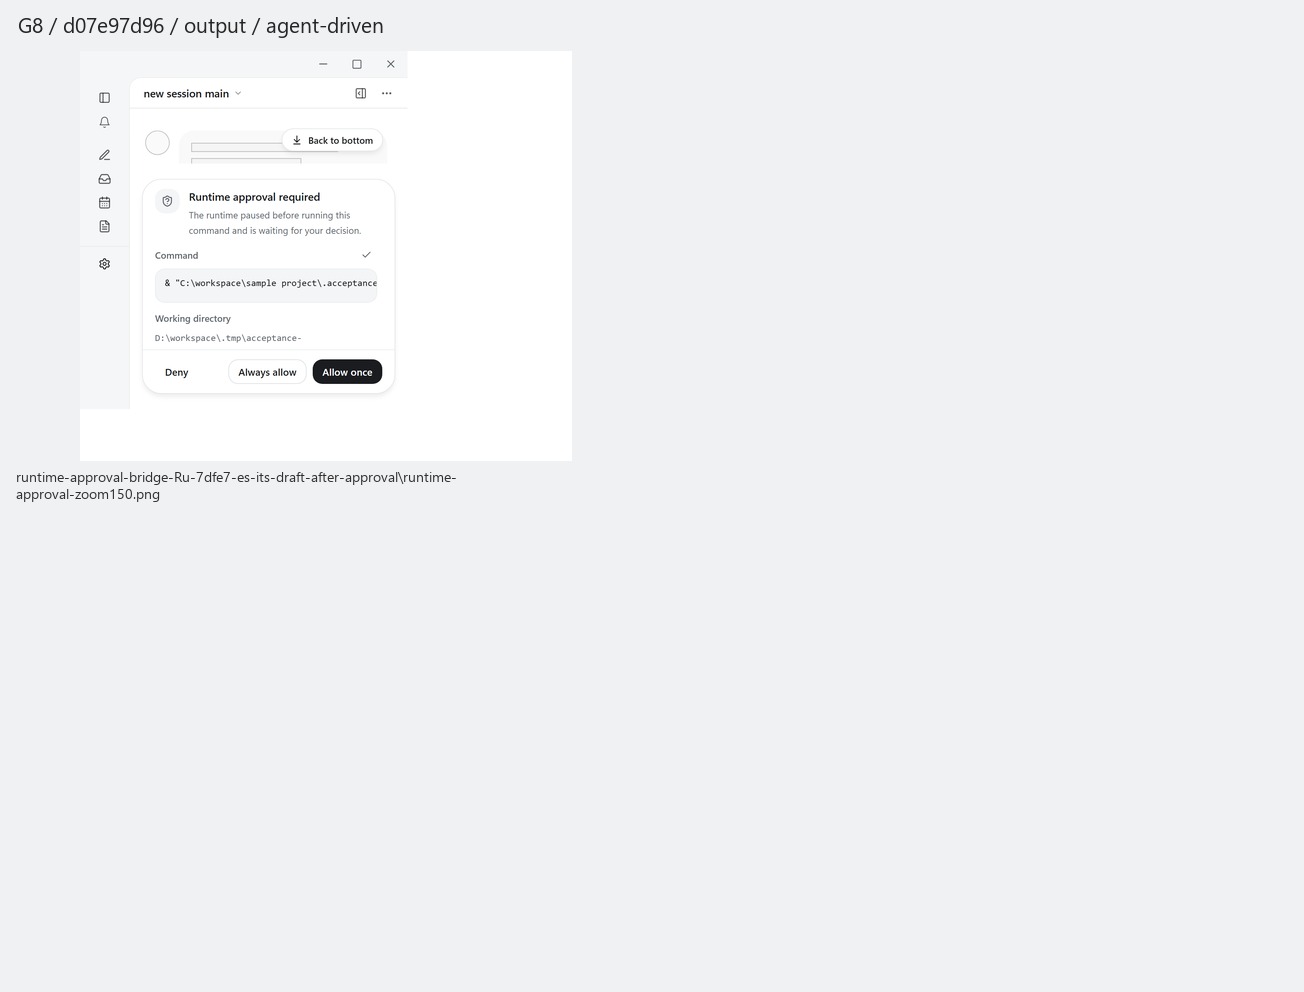 G8 / d07e97d96 / output / agent-driven
new session main
Back to bottom
Runtime approval required
The runtime paused before running this
command and is waiting for your decision.
Command
& "C:\workspace\sample project\.acceptance
Working directory
D:\workspace\.tmp\acceptance-
Deny
Always allow
Allow once
runtime-approval-bridge-Ru-7dfe7-es-its-draft-after-approval\runtime-
approval-zoom150.png